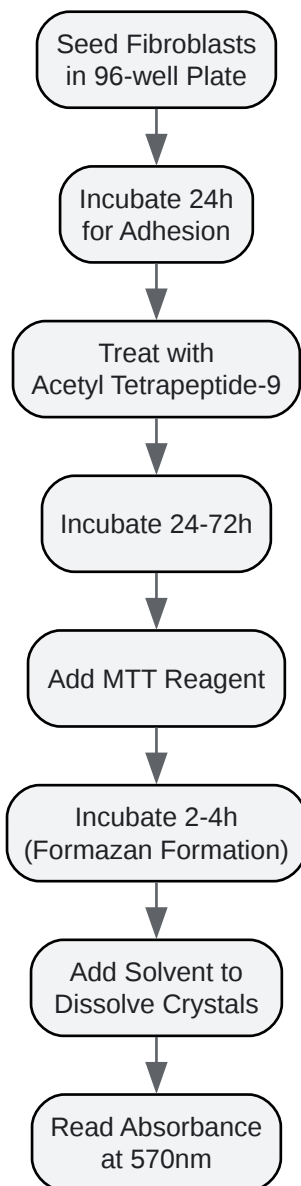 Seed Fibroblasts
in 96-well Plate
Incubate 24h
for Adhesion
Treat with
Acetyl Tetrapeptide-9
Incubate 24-72h
Add MTT Reagent
Incubate 2-4h
(Formazan Formation)
Add Solvent to
Dissolve Crystals
Read Absorbance
at 570nm